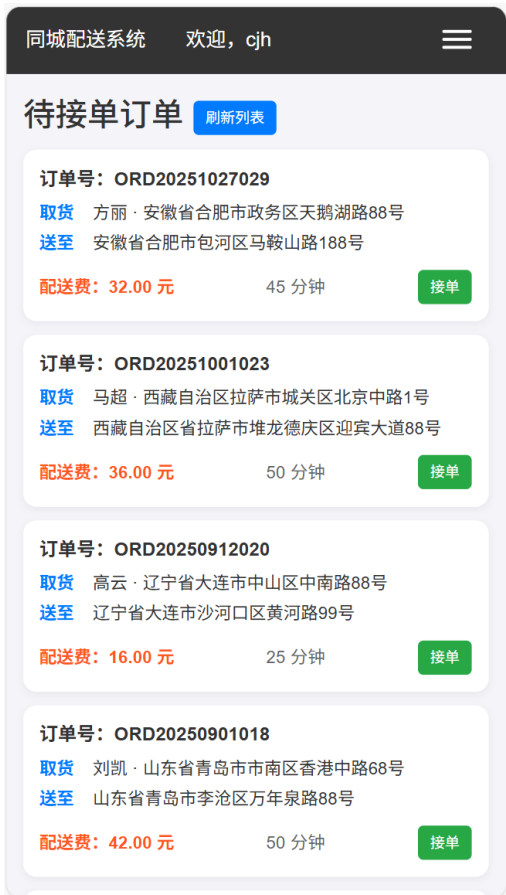 同城配送系统 欢迎，cjh
待接单订单 刷新列表
订单号：ORD20251027029
取货 方丽 · 安徽省合肥市政务区天鹅湖路88号
送至 安徽省合肥市包河区马鞍山路188号
配送费：32.00 元 45 分钟 接单
订单号：ORD20251001023
取货 马超 · 西藏自治区拉萨市城关区北京中路1号
送至 西藏自治区省拉萨市堆龙德庆区迎宾大道88号
配送费：36.00 元 50 分钟 接单
订单号：ORD20250912020
取货 高云 · 辽宁省大连市中山区中南路88号
送至 辽宁省大连市沙河口区黄河路99号
配送费：16.00 元 25 分钟 接单
订单号：ORD20250901018
取货 刘凯 · 山东省青岛市市南区香港中路68号
送至 山东省青岛市李沧区万年泉路88号
配送费：42.00 元 50 分钟 接单